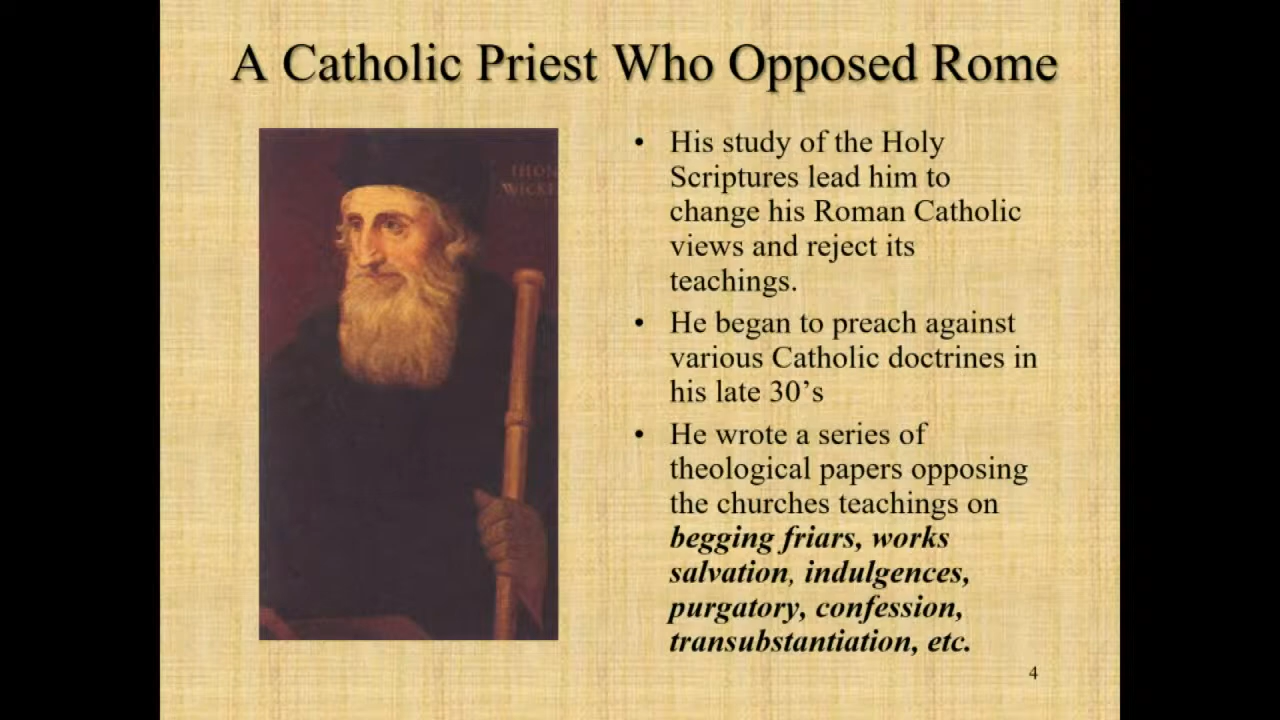 A Catholic Priest Who Opposed Rome
• His study of the Holy
Scriptures lead him to
change his Roman Catholic
views and reject its
teachings.
• He began to preach against
various Catholic doctrines in
his late 30’s
• He wrote a series of
theological papers opposing
the churches teachings on
begging friars, works
salvation, indulgences,
purgatory, confession,
transubstantiation, etc.
4